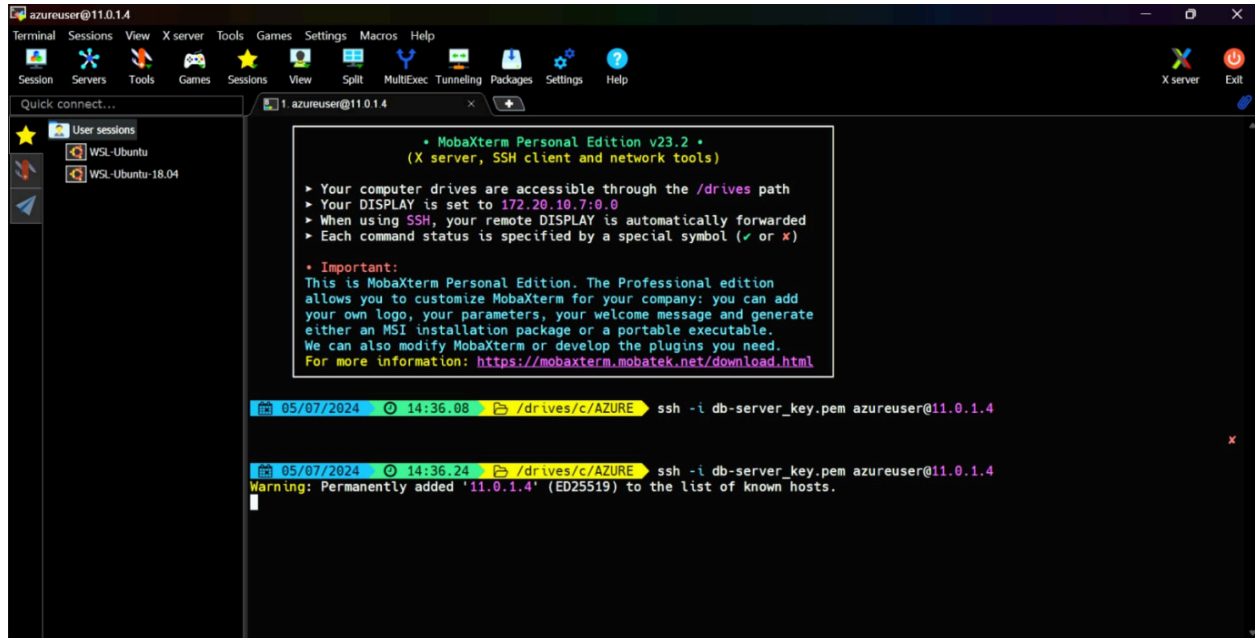 azureuser@11.0.1.4
Terminal Sessions View X server Tools Games Settings Macros Help
Session Servers Tools Games Sessions View Split MultiExec Tunneling Packages Settings Help X server Exit
Quick connect...
1. azureuser@11.0.1.4
User sessions
WSL-Ubuntu
WSL-Ubuntu-18.04
• MobaXterm Personal Edition v23.2 •
(X server, SSH client and network tools)
➤ Your computer drives are accessible through the /drives path
➤ Your DISPLAY is set to 172.20.10.7:0.0
➤ When using SSH, your remote DISPLAY is automatically forwarded
➤ Each command status is specified by a special symbol (✔ or ✘)
• Important:
This is MobaXterm Personal Edition. The Professional edition
allows you to customize MobaXterm for your company: you can add
your own logo, your parameters, your welcome message and generate
either an MSI installation package or a portable executable.
We can also modify MobaXterm or develop the plugins you need.
For more information: https://mobaxterm.mobatek.net/download.html
05/07/2024 14:36.08 /drives/c/AZURE ssh -i db-server_key.pem azureuser@11.0.1.4
✘
05/07/2024 14:36.24 /drives/c/AZURE ssh -i db-server_key.pem azureuser@11.0.1.4
Warning: Permanently added '11.0.1.4' (ED25519) to the list of known hosts.